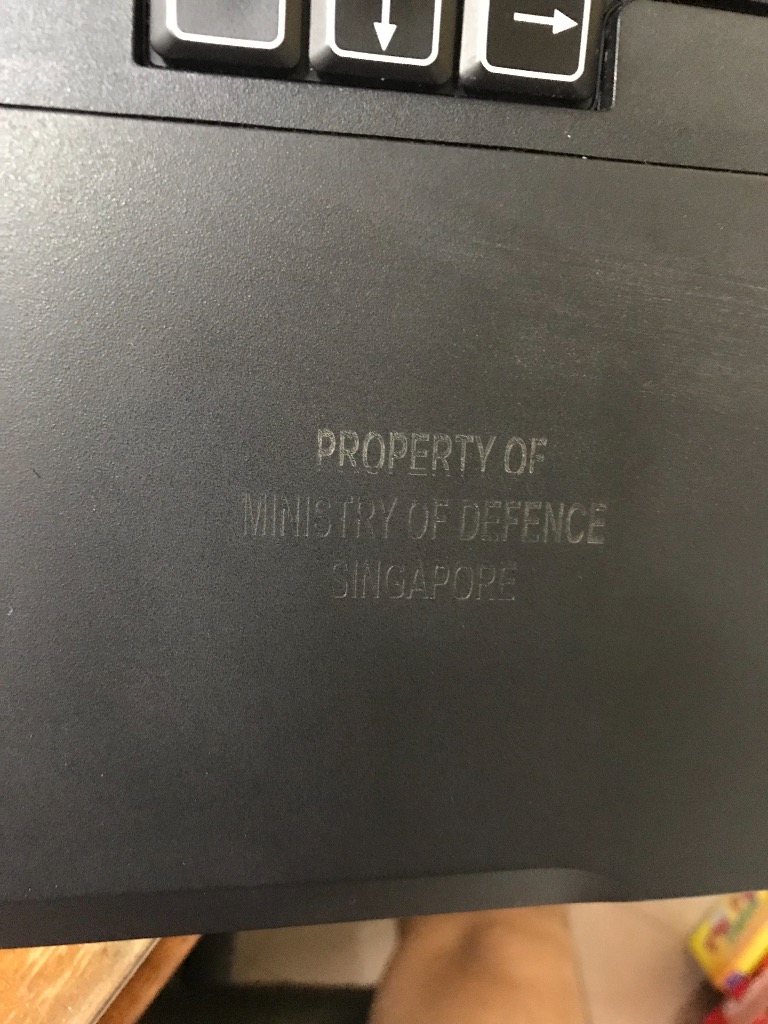 PROPERTY OF
MINISTRY OF DEFENCE
SINGAPORE